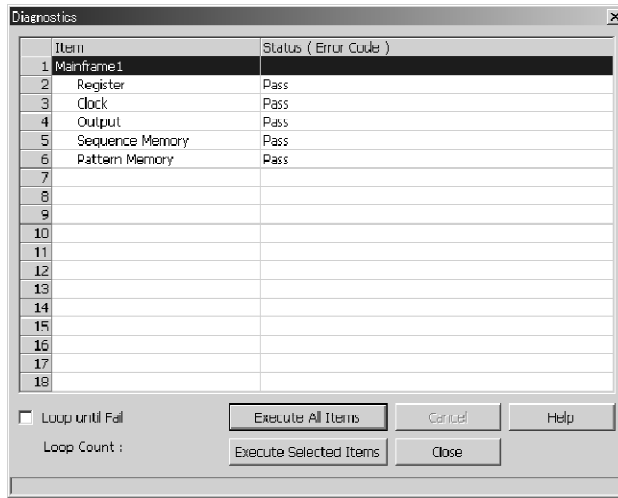 Diagnostics
Item Status ( Error Code )
1 Mainframe1
2 Register Pass
3 Clock Pass
4 Output Pass
5 Sequence Memory Pass
6 Pattern Memory Pass
7
8
9
10
11
12
13
14
15
16
17
18
Loop until Fail Execute All Items Cancel Help
Loop Count : Execute Selected Items Close